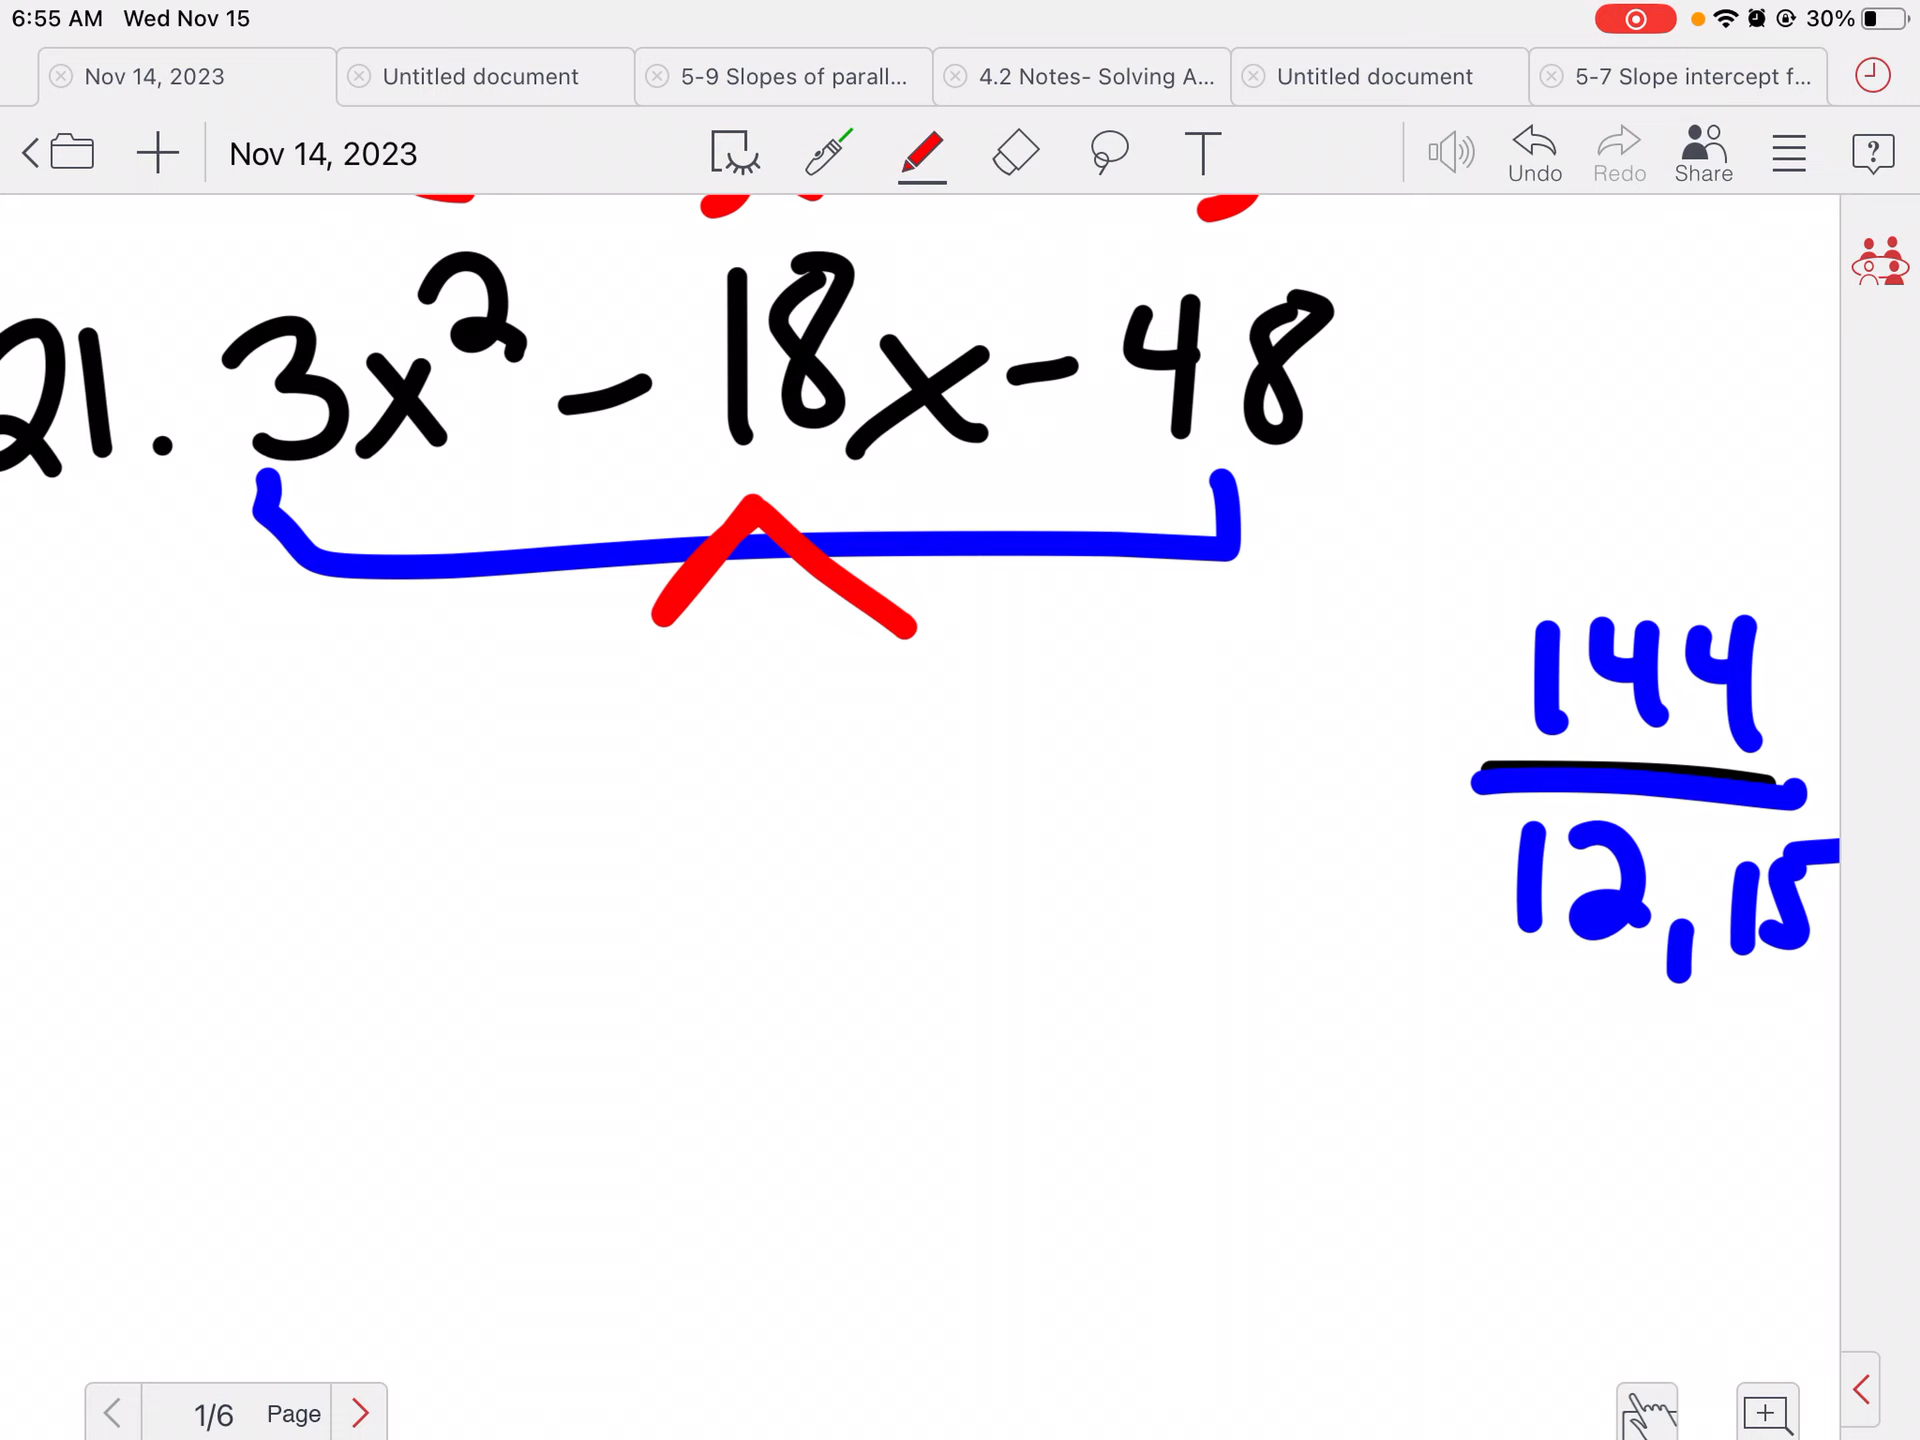 6:55 AM Wed Nov 15 30%
Nov 14, 2023 Untitled document 5-9 Slopes of parall... 4.2 Notes- Solving A... Untitled document 5-7 Slope intercept f...
Nov 14, 2023 T Undo Redo Share ?
21. 3x² - 18x - 48
144
12, 15
1/6 Page